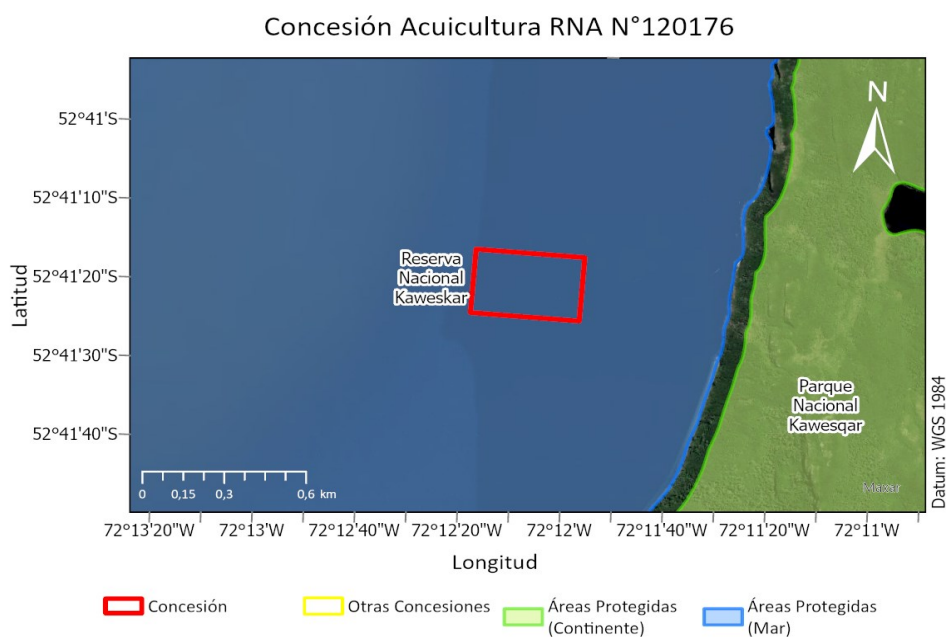 Concesión Acuicultura RNA N°120176
N
52°41'S
52°41'10"S
52°41'20"S
52°41'30"S
52°41'40"S
Latitud
Reserva
Nacional
Kaweskar
Parque
Nacional
Kawesqar
Maxar
Datum: WGS 1984
0 0,15 0,3 0,6 km
72°13'20"W 72°13'W 72°12'40"W 72°12'20"W 72°12'W 72°11'40"W 72°11'20"W 72°11'W
Longitud
Concesión
Otras Concesiones
Áreas Protegidas
(Continente)
Áreas Protegidas
(Mar)